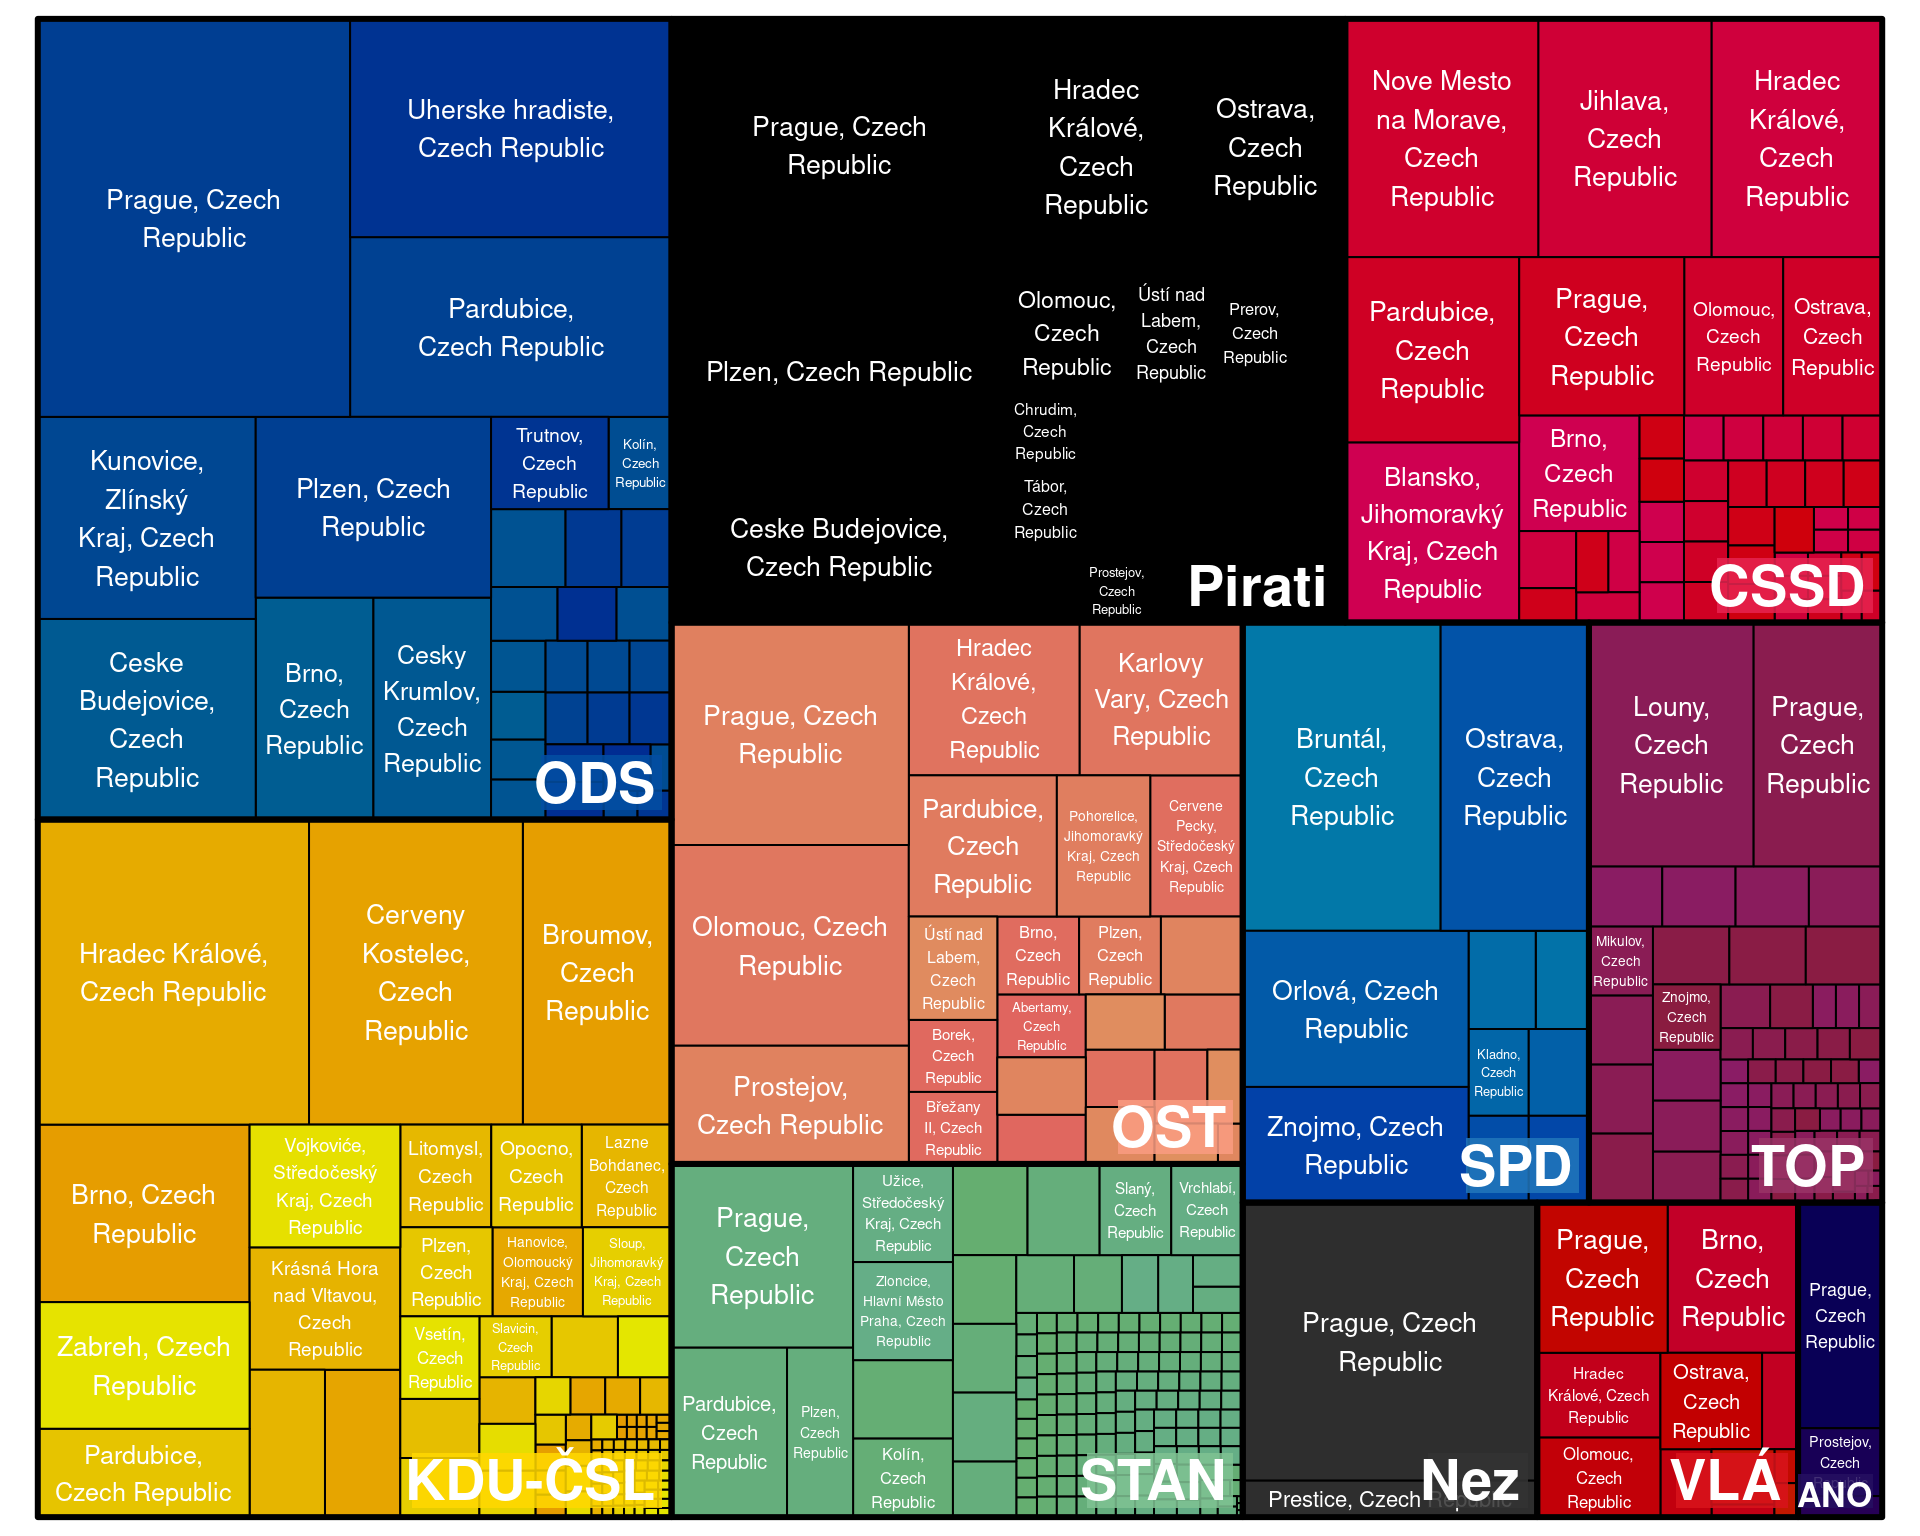 Prague, Czech
Republic
Uherske hradiste,
Czech Republic
Pardubice,
Czech Republic
Kunovice,
Zlínský
Kraj, Czech
Republic
Plzen, Czech
Republic
Trutnov,
Czech
Republic
Kolín,
Czech
Republic
Ceske
Budejovice,
Czech
Republic
Brno,
Czech
Republic
Cesky
Krumlov,
Czech
Republic
ODS
Prague, Czech
Republic
Hradec
Králové,
Czech
Republic
Ostrava,
Czech
Republic
Plzen, Czech Republic
Olomouc,
Czech
Republic
Ústí nad
Labem,
Czech
Republic
Prerov,
Czech
Republic
Chrudim,
Czech
Republic
Tábor,
Czech
Republic
Ceske Budejovice,
Czech Republic
Prostejov,
Czech
Republic
Pirati
Nove Mesto
na Morave,
Czech
Republic
Jihlava,
Czech
Republic
Hradec
Králové,
Czech
Republic
Pardubice,
Czech
Republic
Prague,
Czech
Republic
Olomouc,
Czech
Republic
Ostrava,
Czech
Republic
Blansko,
Jihomoravký
Kraj, Czech
Republic
Brno,
Czech
Republic
CSSD
Hradec Králové,
Czech Republic
Cerveny
Kostelec,
Czech
Republic
Broumov,
Czech
Republic
Brno, Czech
Republic
Vojkoviće,
Středočeský
Kraj, Czech
Republic
Litomysl,
Czech
Republic
Opocno,
Czech
Republic
Lazne
Bohdanec,
Czech
Republic
Krásná Hora
nad Vltavou,
Czech
Republic
Plzen,
Czech
Republic
Hanovice,
Olomoucký
Kraj, Czech
Republic
Sloup,
Jihomoravký
Kraj, Czech
Republic
Zabreh, Czech
Republic
Vsetín,
Czech
Republic
Slavicin,
Czech
Republic
Pardubice,
Czech Republic
KDU-ČSL
Prague, Czech
Republic
Hradec
Králové,
Czech
Republic
Karlovy
Vary, Czech
Republic
Pardubice,
Czech
Republic
Pohorelice,
Jihomoravký
Kraj, Czech
Republic
Cervene
Pecky,
Středočeský
Kraj, Czech
Republic
Olomouc, Czech
Republic
Ústí nad
Labem,
Czech
Republic
Brno,
Czech
Republic
Plzen,
Czech
Republic
Abertamy,
Czech
Republic
Borek,
Czech
Republic
Prostejov,
Czech Republic
Břežany
II, Czech
Republic
OST
Prague,
Czech
Republic
Užice,
Středočeský
Kraj, Czech
Republic
Slaný,
Czech
Republic
Vrchlabí,
Czech
Republic
Zloncice,
Hlavní Město
Praha, Czech
Republic
Pardubice,
Czech
Republic
Plzen,
Czech
Republic
Kolín,
Czech
Republic
STAN
Bruntál,
Czech
Republic
Ostrava,
Czech
Republic
Orlová, Czech
Republic
Kladno,
Czech
Republic
Znojmo, Czech
Republic
SPD
Louny,
Czech
Republic
Prague,
Czech
Republic
Mikulov,
Czech
Republic
Znojmo,
Czech
Republic
TOP
Prague, Czech
Republic
Prestice, Czech Republic
Nez
Prague,
Czech
Republic
Brno,
Czech
Republic
Hradec
Králové, Czech
Republic
Ostrava,
Czech
Republic
Olomouc,
Czech
Republic
VLÁ
Prague,
Czech
Republic
Prostejov,
Czech
Republic
ANO